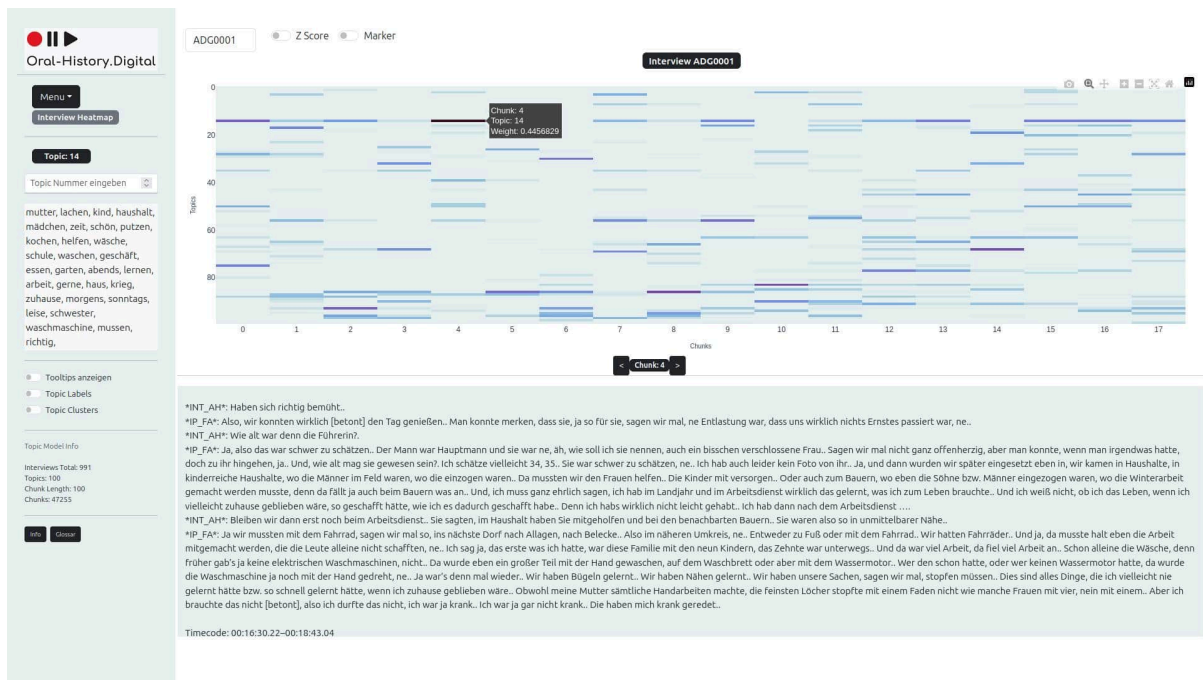 Oral-History.Digital
Menu
Interview Heatmap
Topic: 14
Topic Nummer eingeben
mutter, lachen, kind, haushalt,
mädchen, zeit, schön, putzen,
kochen, helfen, wäsche,
schule, waschen, geschäft,
essen, garten, abends, lernen,
arbeit, gerne, haus, krieg,
zuhause, morgens, sonntags,
leise, schwester,
waschmaschine, mussen,
richtig,
Tooltips anzeigen
Topic Labels
Topic Clusters
Topic Model Info
Interviews Total: 991
Topics: 100
Chunk Length: 100
Chunks: 47255
Info Glossar
ADG0001 Z Score Marker
Interview ADG0001
Chunk: 4
Topic: 14
Weight: 0.4456829
0
20
40
60
80
Topics
0 1 2 3 4 5 6 7 8 9 10 11 12 13 14 15 16 17
Chunks
< Chunk: 4 >
*INT_AH*: Haben sich richtig bemüht..
*IP_FA*: Also, wir konnten wirklich [betont] den Tag genießen.. Man konnte merken, dass sie, ja so für sie, sagen wir mal, ne Entlastung war, dass uns wirklich nichts Ernstes passiert war, ne..
*INT_AH*: Wie alt war denn die Führerin?.
*IP_FA*: Ja, also das war schwer zu schätzen.. Der Mann war Hauptmann und sie war ne, äh, wie soll ich sie nennen, auch ein bisschen verschlossene Frau.. Sagen wir mal nicht ganz offenherzig, aber man konnte, wenn man irgendwas hatte,
doch zu ihr hingehen, ja.. Und, wie alt mag sie gewesen sein?. Ich schätze vielleicht 34, 35.. Sie war schwer zu schätzen, ne.. Ich hab auch leider kein Foto von ihr.. Ja, und dann wurden wir später eingesetzt eben in, wir kamen in Haushalte, in
kinderreiche Haushalte, wo die Männer im Feld waren, wo die einzogen waren.. Da mussten wir den Frauen helfen.. Die Kinder mit versorgen.. Oder auch zum Bauern, wo eben die Söhne bzw. Männer eingezogen waren, wo die Winterarbeit
gemacht werden musste, denn da fällt ja auch beim Bauern was an.. Und, ich muss ganz ehrlich sagen, ich hab im Landjahr und im Arbeitsdienst wirklich das gelernt, was ich zum Leben brauchte.. Und ich weiß nicht, ob ich das Leben, wenn ich
vielleicht zuhause geblieben wäre, so geschafft hätte, wie ich es dadurch geschafft habe.. Denn ich habs wirklich nicht leicht gehabt.. Ich hab dann nach dem Arbeitsdienst ….
*INT_AH*: Bleiben wir dann erst noch beim Arbeitsdienst.. Sie sagten, im Haushalt haben Sie mitgeholfen und bei den benachbarten Bauern.. Sie waren also so in unmittelbarer Nähe..
*IP_FA*: Ja wir mussten mit dem Fahrrad, sagen wir mal so, ins nächste Dorf nach Allagen, nach Belecke.. Also im näheren Umkreis, ne.. Entweder zu Fuß oder mit dem Fahrrad.. Wir hatten Fahrräder.. Und ja, da musste halt eben die Arbeit
mitgemacht werden, die die Leute alleine nicht schafften, ne.. Ich sag ja, das erste was ich hatte, war diese Familie mit den neun Kindern, das Zehnte war unterwegs.. Und da war viel Arbeit, da fiel viel Arbeit an.. Schon alleine die Wäsche, denn
früher gab's ja keine elektrischen Waschmaschinen, nicht.. Da wurde eben ein großer Teil mit der Hand gewaschen, auf dem Waschbrett oder aber mit dem Wassermotor.. Wer den schon hatte, oder wer keinen Wassermotor hatte, da wurde
die Waschmaschine ja noch mit der Hand gedreht, ne.. Ja war's denn mal wieder.. Wir haben Bügeln gelernt.. Wir haben Nähen gelernt.. Wir haben unsere Sachen, sagen wir mal, stopfen müssen.. Dies sind alles Dinge, die ich vielleicht nie
gelernt hätte bzw. so schnell gelernt hätte, wenn ich zuhause geblieben wäre.. Obwohl meine Mutter sämtliche Handarbeiten machte, die feinsten Löcher stopfte mit einem Faden nicht wie manche Frauen mit vier, nein mit einem.. Aber ich
brauchte das nicht [betont], also ich durfte das nicht, ich war ja krank.. Ich war ja gar nicht krank.. Die haben mich krank geredet..
Timecode: 00:16:30.22–00:18:43.04